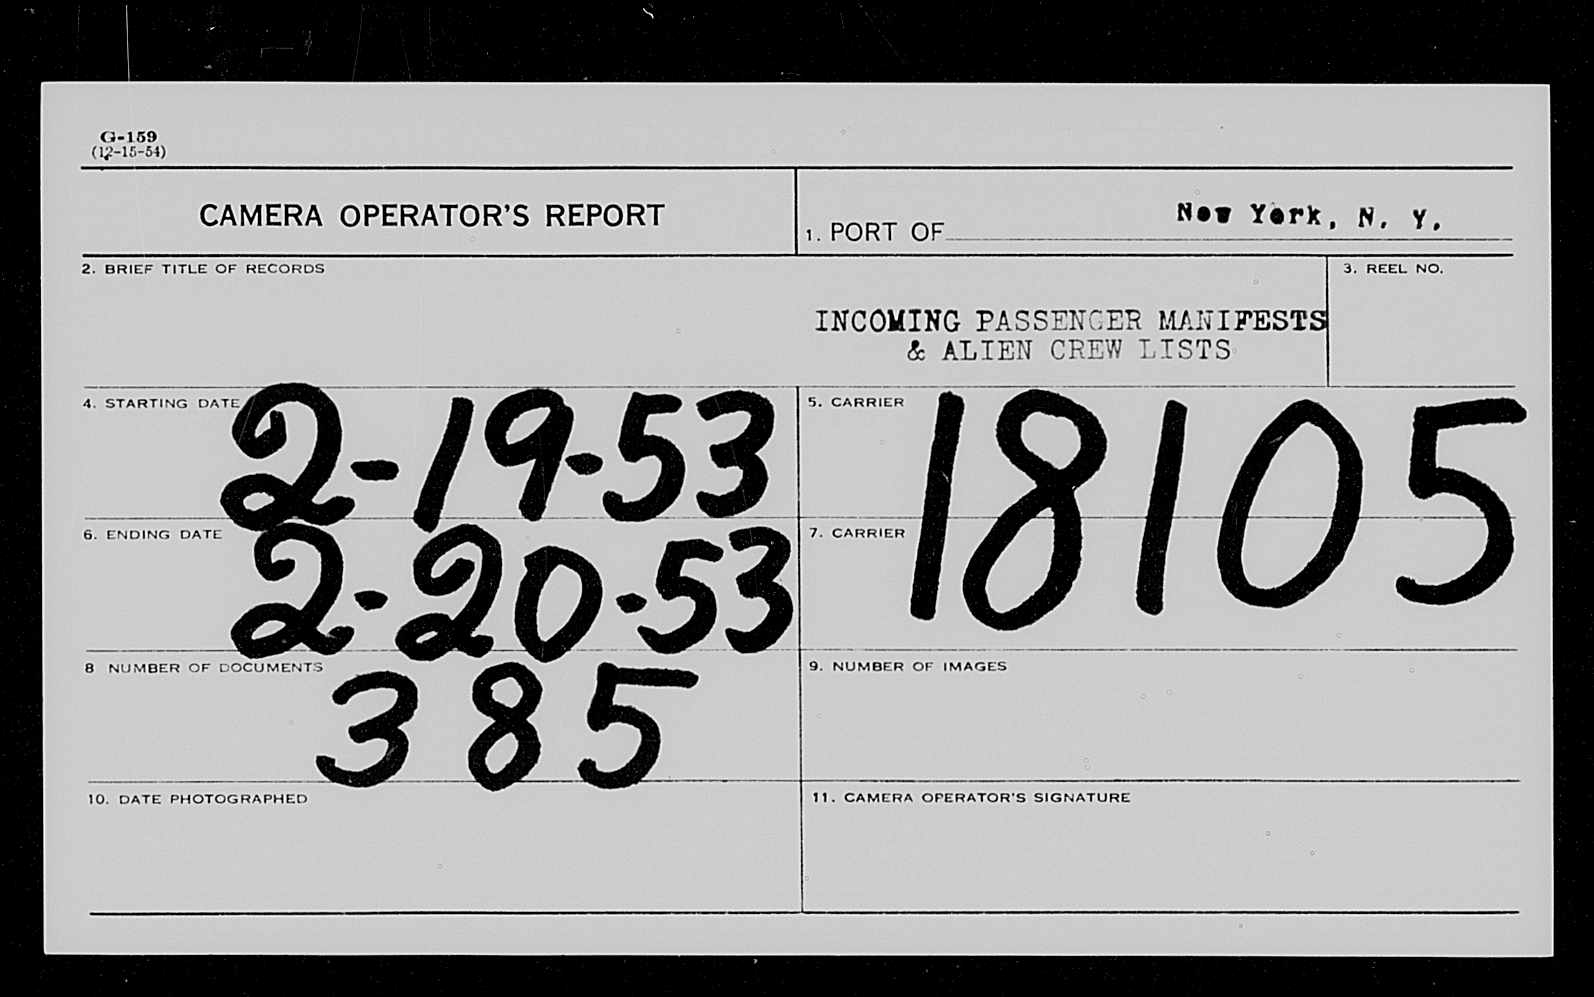 G-159
(12-15-54)
CAMERA OPERATOR'S REPORT
1. PORT OF New York, N. Y.
2. BRIEF TITLE OF RECORDS
3. REEL NO.
INCOMING PASSENGER MANIFESTS
& ALIEN CREW LISTS
4. STARTING DATE 2-19-53
5. CARRIER 18105
6. ENDING DATE 2-20-53
7. CARRIER
8 NUMBER OF DOCUMENTS 385
9. NUMBER OF IMAGES
10. DATE PHOTOGRAPHED
11. CAMERA OPERATOR'S SIGNATURE